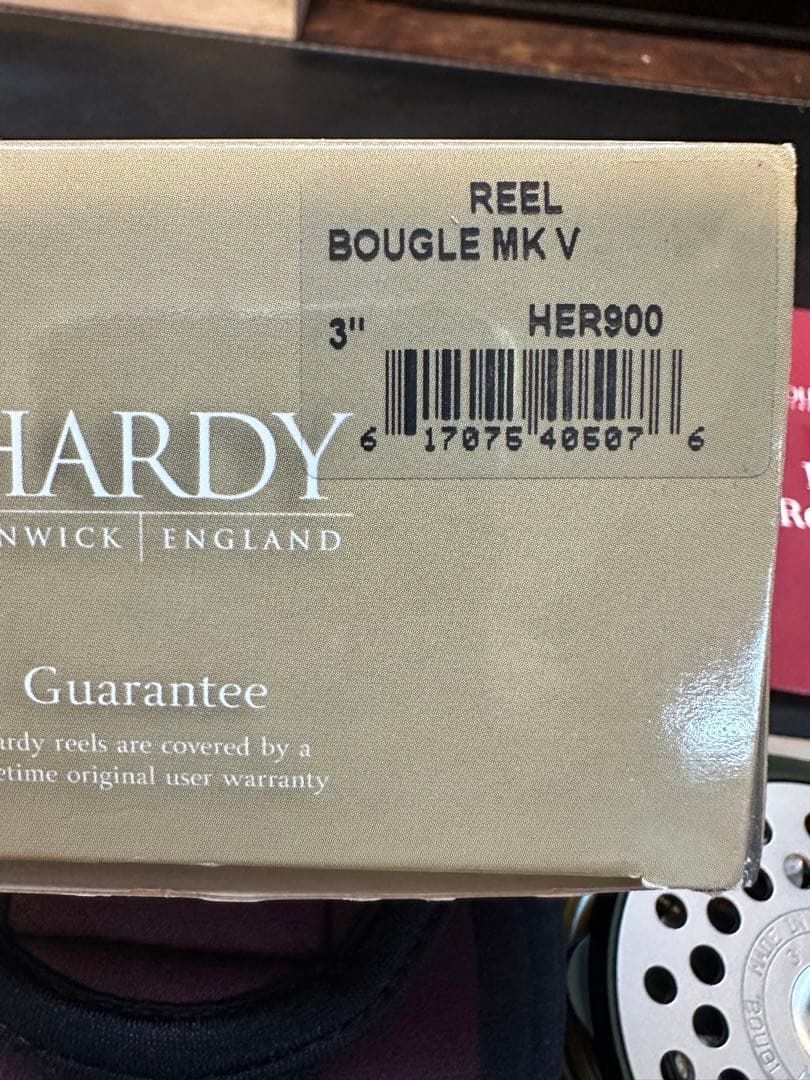 REEL
BOUGLE MK V
3" HER900
6 17075 40507 6
HARDY
NWICK | ENGLAND
Guarantee
ardy reels are covered by a
etime original user warranty
MADE